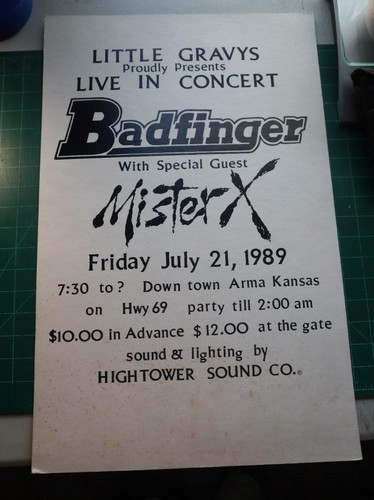 LITTLE GRAVYS
Proudly Presents
LIVE IN CONCERT
Badfinger
With Special Guest
Mister X
Friday July 21, 1989
7:30 to? Down town Arma Kansas
on Hwy 69 party till 2:00 am
$10.00 in Advance $12.00 at the gate
sound & lighting by
HIGHTOWER SOUND CO.®